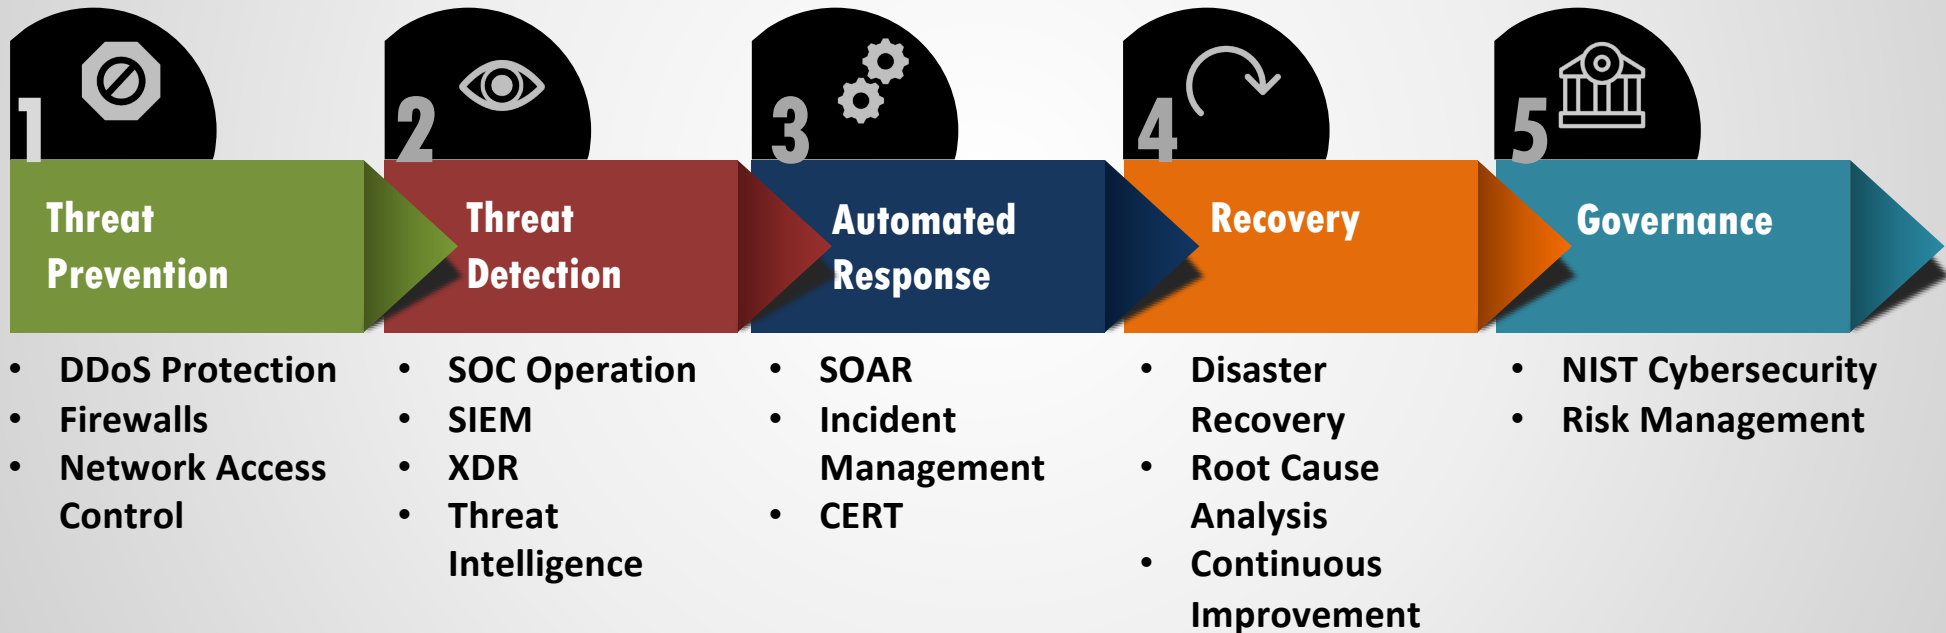 1
Threat
Prevention
• DDoS Protection
• Firewalls
• Network Access
Control
2
Threat
Detection
• SOC Operation
• SIEM
• XDR
• Threat
Intelligence
3
Automated
Response
• SOAR
• Incident
Management
• CERT
4
Recovery
• Disaster
Recovery
• Root Cause
Analysis
• Continuous
Improvement
5
Governance
• NIST Cybersecurity
• Risk Management